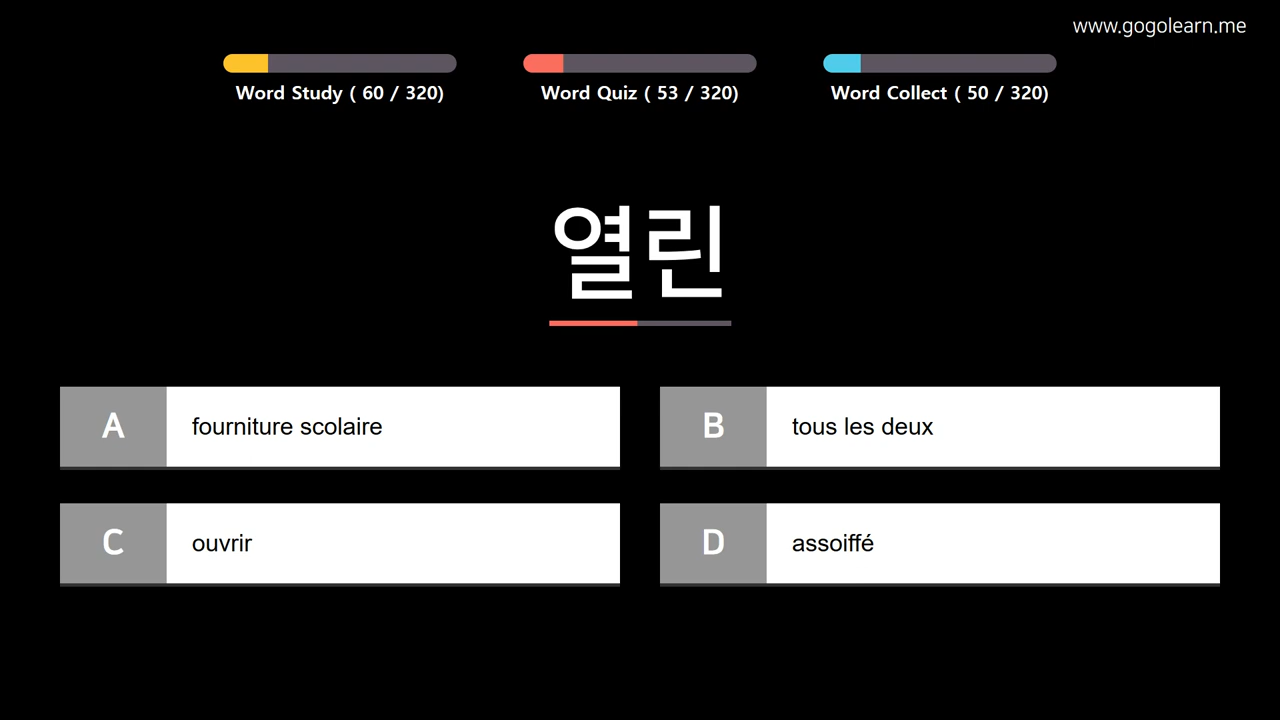 www.gogolearn.me
Word Study ( 60 / 320)
Word Quiz ( 53 / 320)
Word Collect ( 50 / 320)
열린
A fourniture scolaire
B tous les deux
C ouvrir
D assoiffé